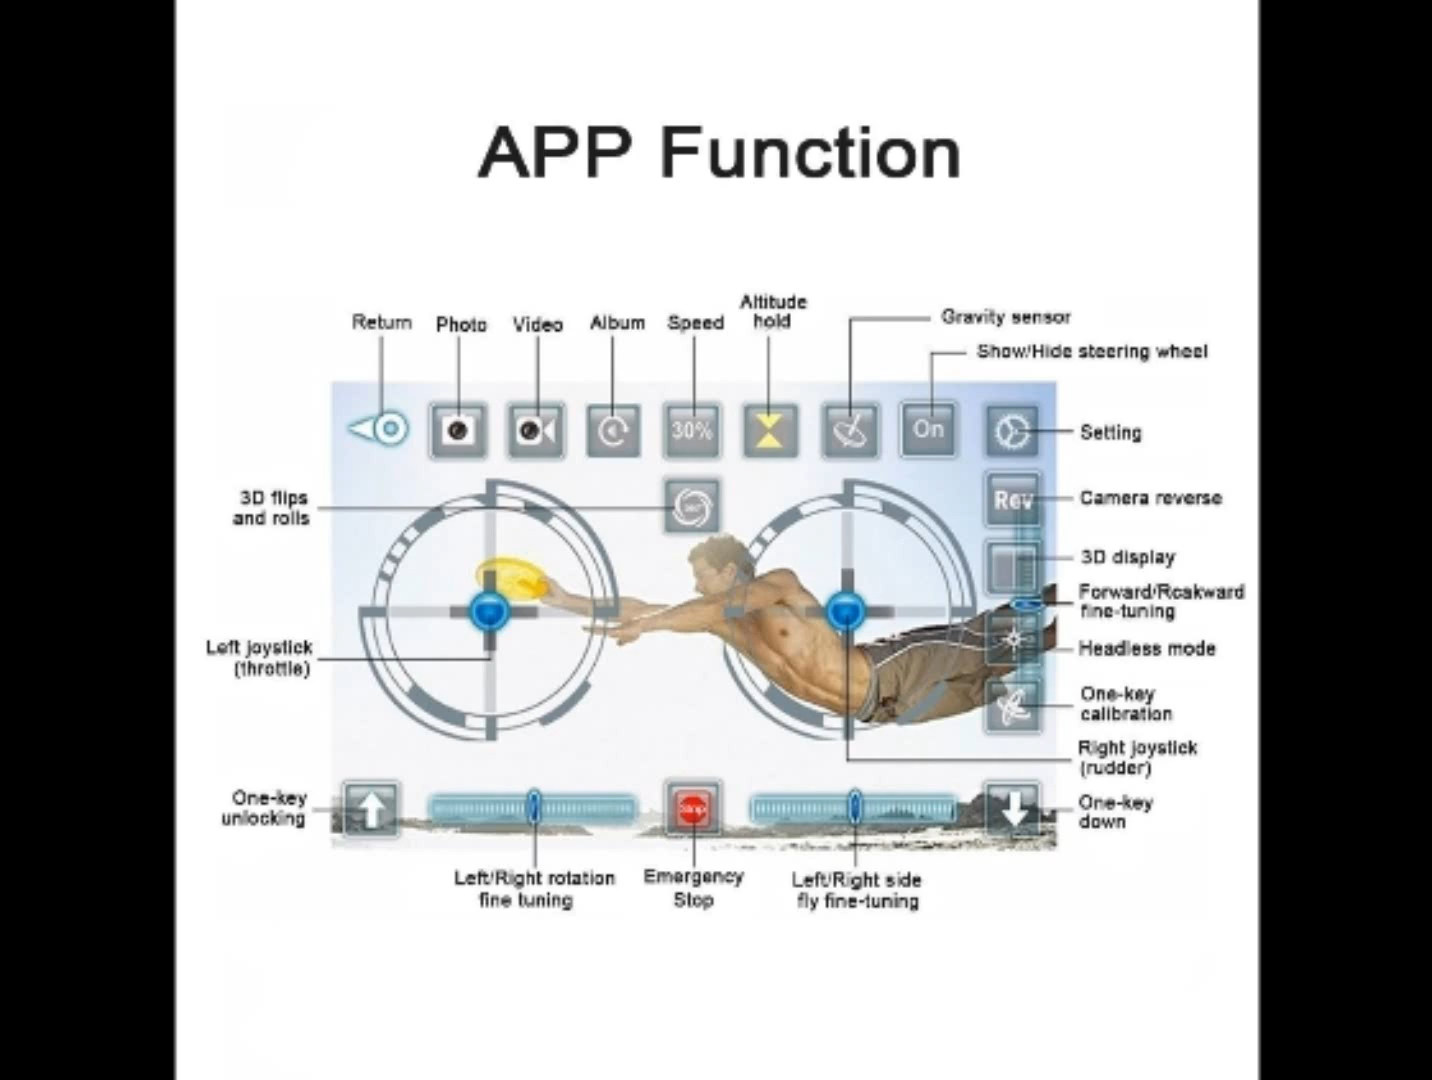 APP Function
Return
Photo
Video
Album
Speed
Altitude
hold
Gravity sensor
Show/Hide steering wheel
30%
On
Setting
3D flips
and rolls
360°
Rev
Camera reverse
3D display
Forward/Rcakward
fine-tuning
Left joystick
(throttle)
Headless mode
One-key
calibration
Right joystick
(rudder)
One-key
unlocking
Stop
One-key
down
Left/Right rotation
fine tuning
Emergency
Stop
Left/Right side
fly fine-tuning